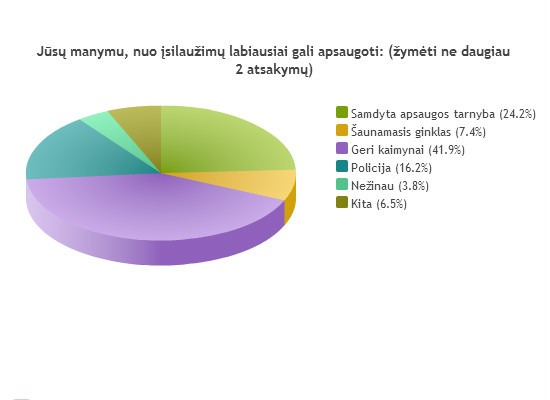 Jūsų manymu, nuo įsilaužimų labiausiai gali apsaugoti: (žymėti ne daugiau
2 atsakymų)
Samdyta apsaugos tarnyba (24.2%)
Šaunamasis ginklas (7.4%)
Geri kaimynai (41.9%)
Policija (16.2%)
Nežinau (3.8%)
Kita (6.5%)